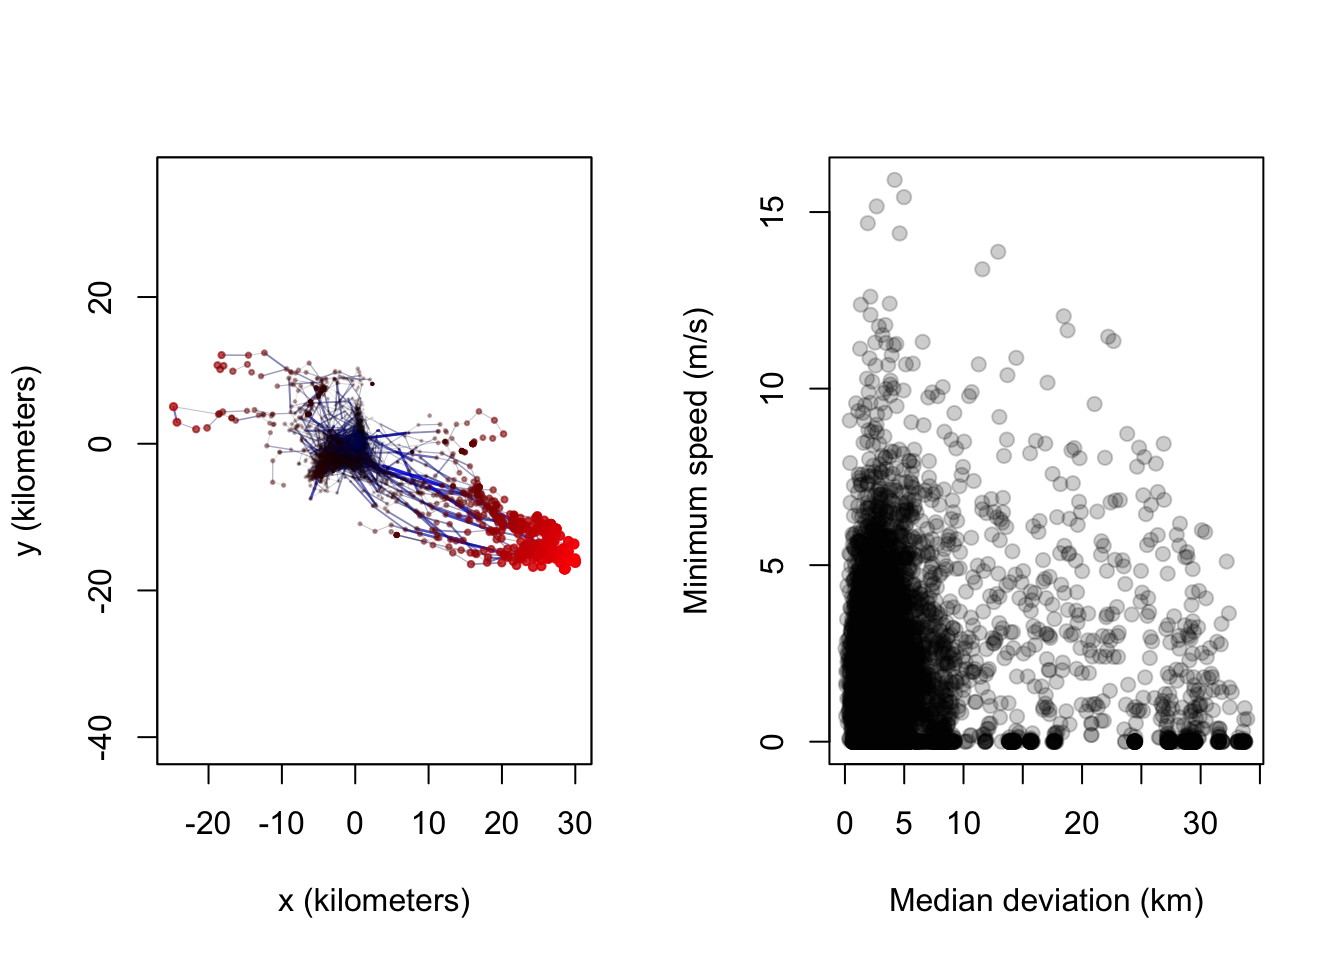 y (kilometers)
20
0
-20
-40
-20 -10 0 10 20 30
x (kilometers)
Minimum speed (m/s)
15
10
5
0
0 5 10 20 30
Median deviation (km)